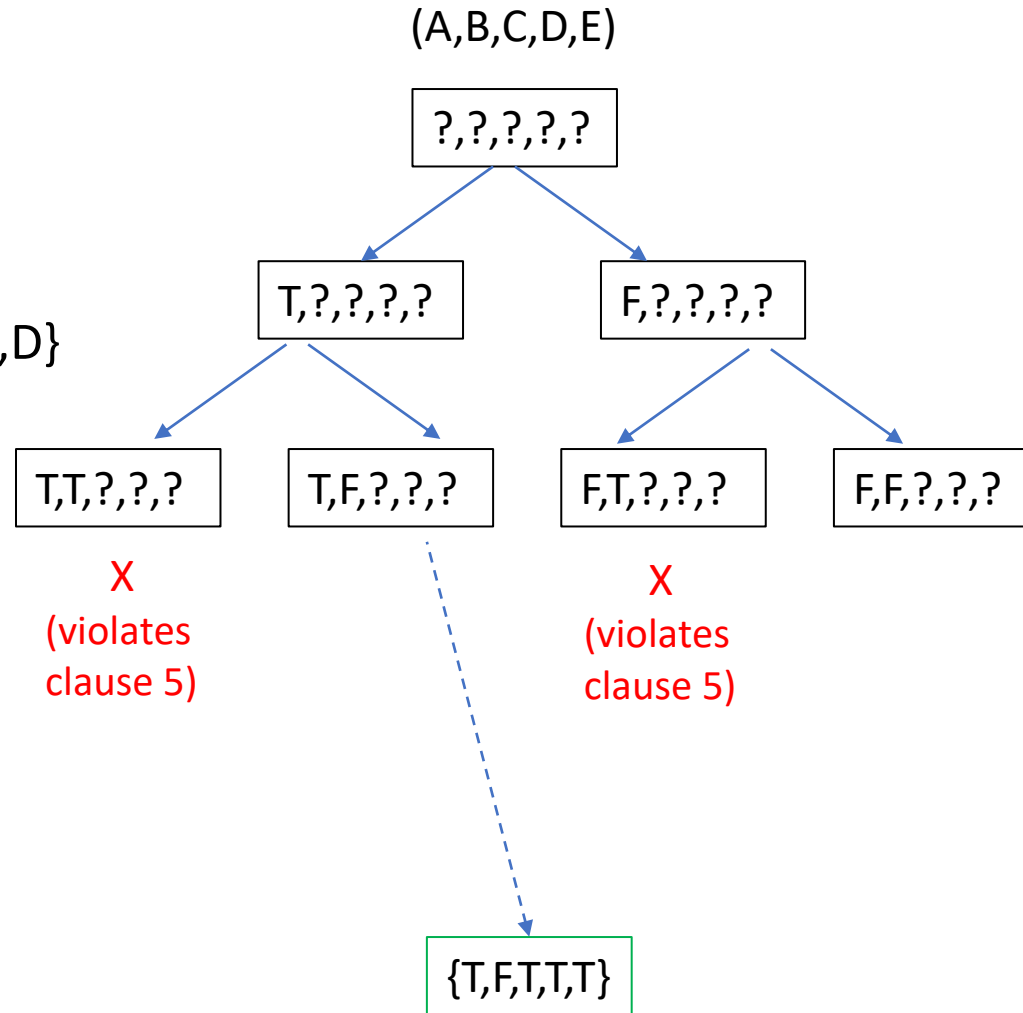 (A,B,C,D,E)
?,?,?,?,?
T,?,?,?,?
F,?,?,?,?
,D}
T,T,?,?,?
T,F,?,?,?
F,T,?,?,?
F,F,?,?,?
X
(violates
clause 5)
X
(violates
clause 5)
{T,F,T,T,T}